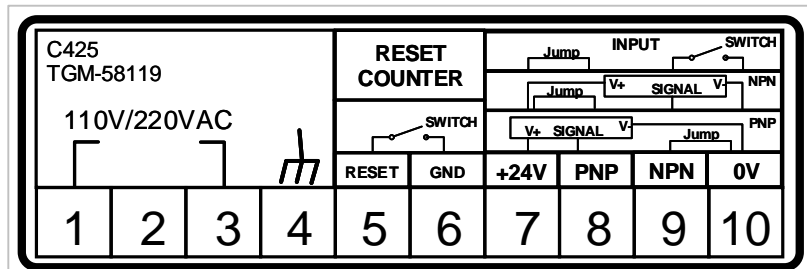 C425
TGM-58119
110V/220VAC
RESET
COUNTER
SWITCH
RESET
GND
Jump
INPUT
SWITCH
Jump
V+
SIGNAL
V-
NPN
V+
SIGNAL
V-
Jump
PNP
+24V
PNP
NPN
0V
1 2 3 4 5 6 7 8 9 10